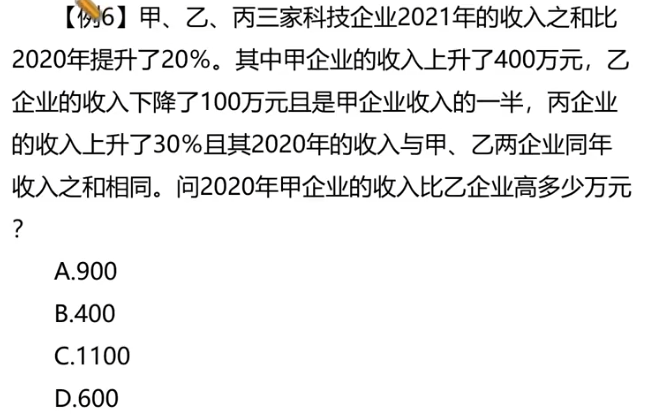 【例6】甲、乙、丙三家科技企业2021年的收入之和比
2020年提升了20%。其中甲企业的收入上升了400万元，乙
企业的收入下降了100万元且是甲企业收入的一半，丙企业
的收入上升了30%且其2020年的收入与甲、乙两企业同年
收入之和相同。问2020年甲企业的收入比乙企业高多少万元
？
A.900
B.400
C.1100
D.600